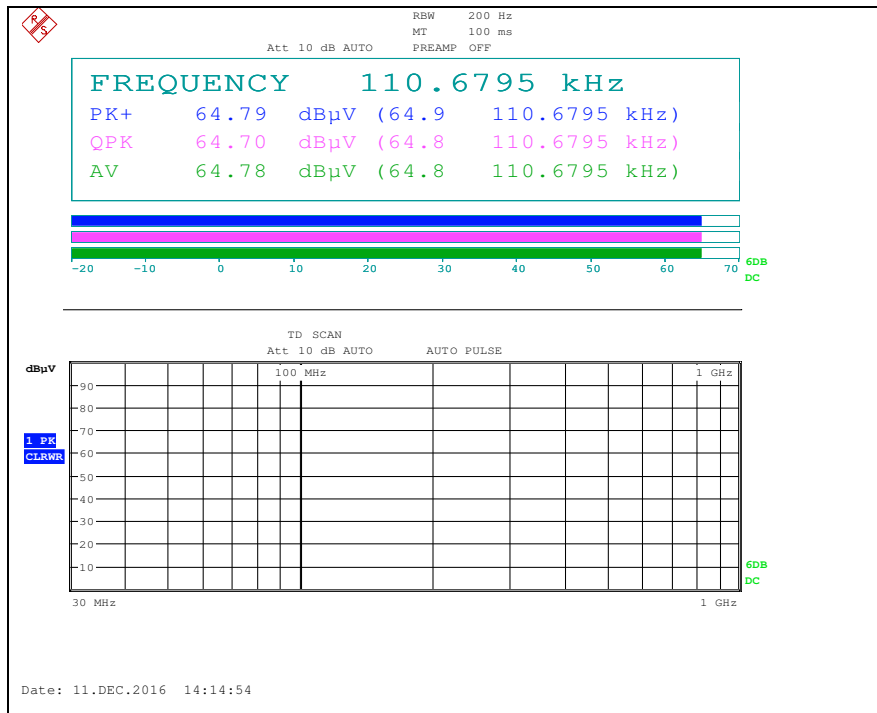 R S
RBW 200 Hz
MT 100 ms
Att 10 dB AUTO PREAMP OFF
FREQUENCY 110.6795 kHz
PK+ 64.79 dBµV (64.9 110.6795 kHz)
QPK 64.70 dBµV (64.8 110.6795 kHz)
AV 64.78 dBµV (64.8 110.6795 kHz)
-20 -10 0 10 20 30 40 50 60 70
6DB
DC
TD SCAN
Att 10 dB AUTO AUTO PULSE
dBµV
100 MHz 1 GHz
90
80
70
1 PK
CLRWR
60
50
40
30
20
10
6DB
DC
30 MHz 1 GHz
Date: 11.DEC.2016 14:14:54